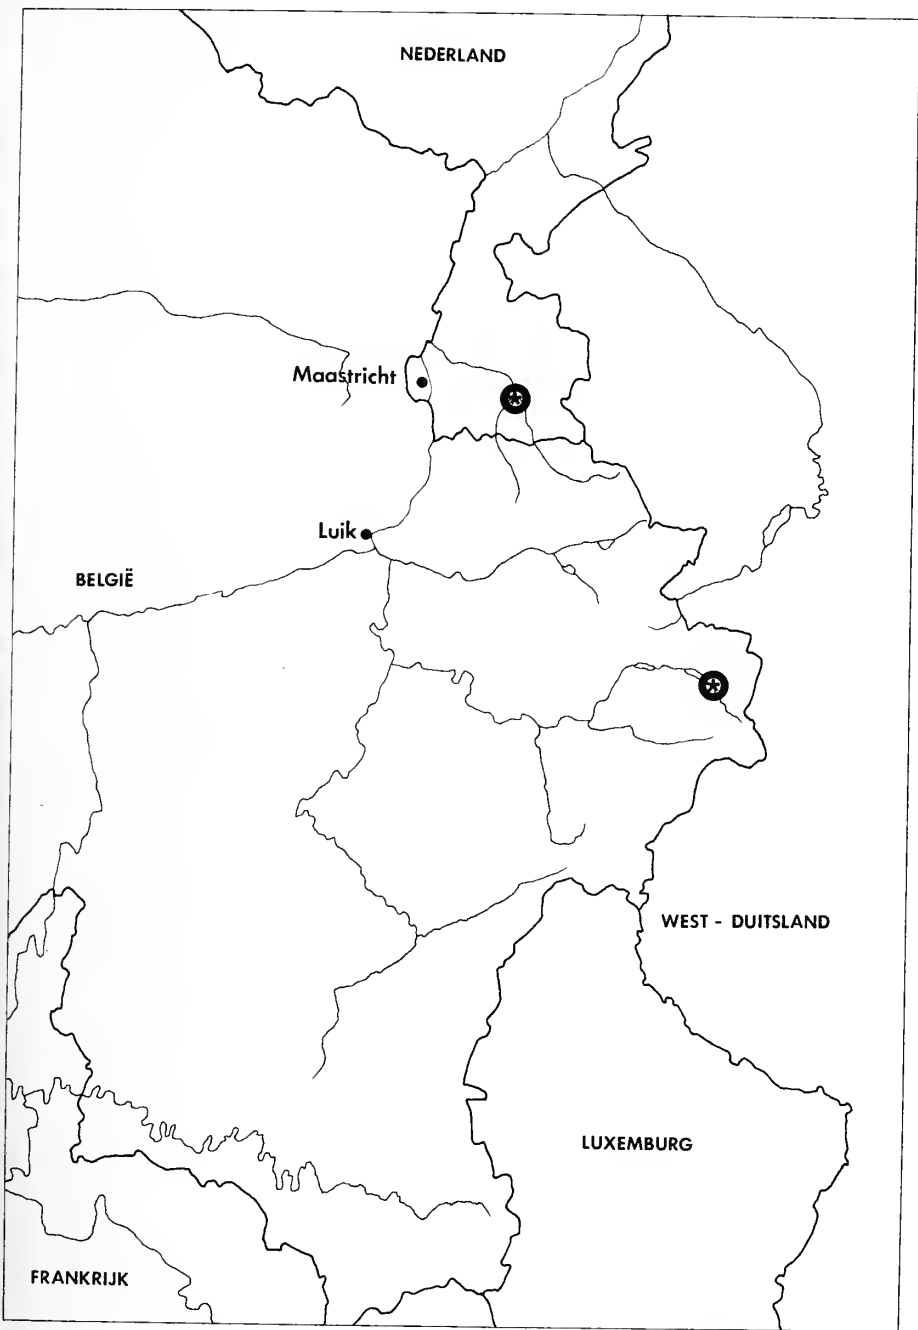 NEDERLAND
Maastricht
Luik
BELGIË
WEST - DUITSLAND
LUXEMBURG
FRANKRIJK